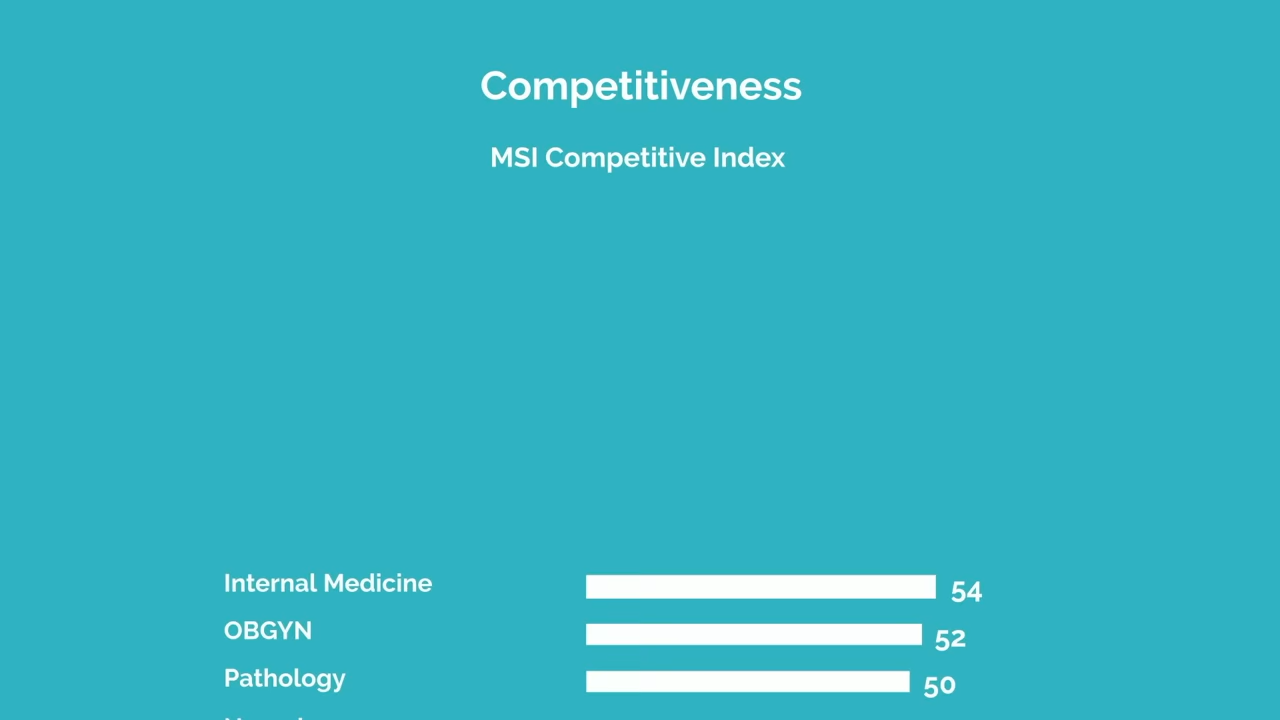 Competitiveness
MSI Competitive Index
Internal Medicine 54
OBGYN 52
Pathology 50